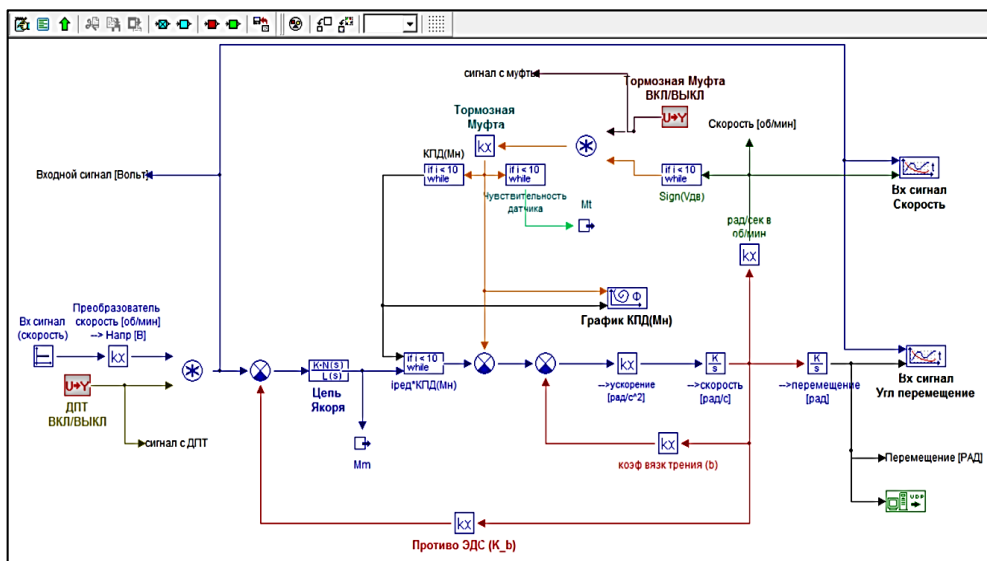 сигнал с муфты
Тормозная Муфта
ВКЛ/ВЫКЛ
U→Y
Тормозная
Муфта
kx
Скорость [об/мин]
КПД(Мн)
if i < 10
while
if i < 10
while
if i < 10
while
Вх сигнал
Скорость
Входной сигнал [Вольт]
Чувствительность
датчика
Sign(Vдв)
Mt
рад/сек в
об/мин
kx
График КПД(Мн)
Преобразователь
скорость [об/мин]
--> Напр [В]
Вх сигнал
(скорость)
kx
U→Y
ДПТ
ВКЛ/ВЫКЛ
сигнал с ДПТ
K·N(s)
L(s)
Цепь
Якоря
if i < 10
while
iред*КПД(Мн)
kx
-->ускорение
[рад/с^2]
K
s
-->скорость
[рад/с]
K
s
-->перемещение
[рад]
Вх сигнал
Угл перемещение
Mm
kx
коэф вязк трения (b)
Перемещение [РАД]
UDP
kx
Противо ЭДС (K_b)